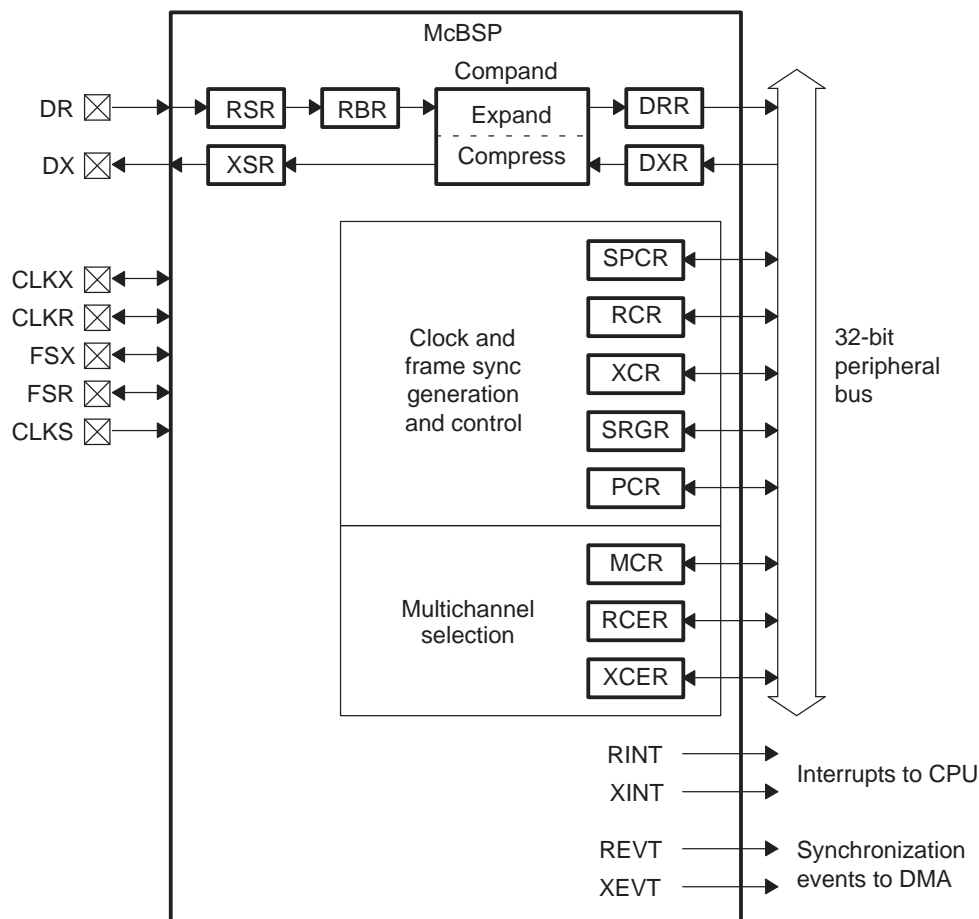 McBSP
Compand
DR
RSR
RBR
Expand
DRR
DX
XSR
Compress
DXR
CLKX
CLKR
FSX
FSR
CLKS
Clock and
frame sync
generation
and control
SPCR
RCR
XCR
SRGR
PCR
32-bit
peripheral
bus
Multichannel
selection
MCR
RCER
XCER
RINT
XINT
Interrupts to CPU
REVT
XEVT
Synchronization
events to DMA